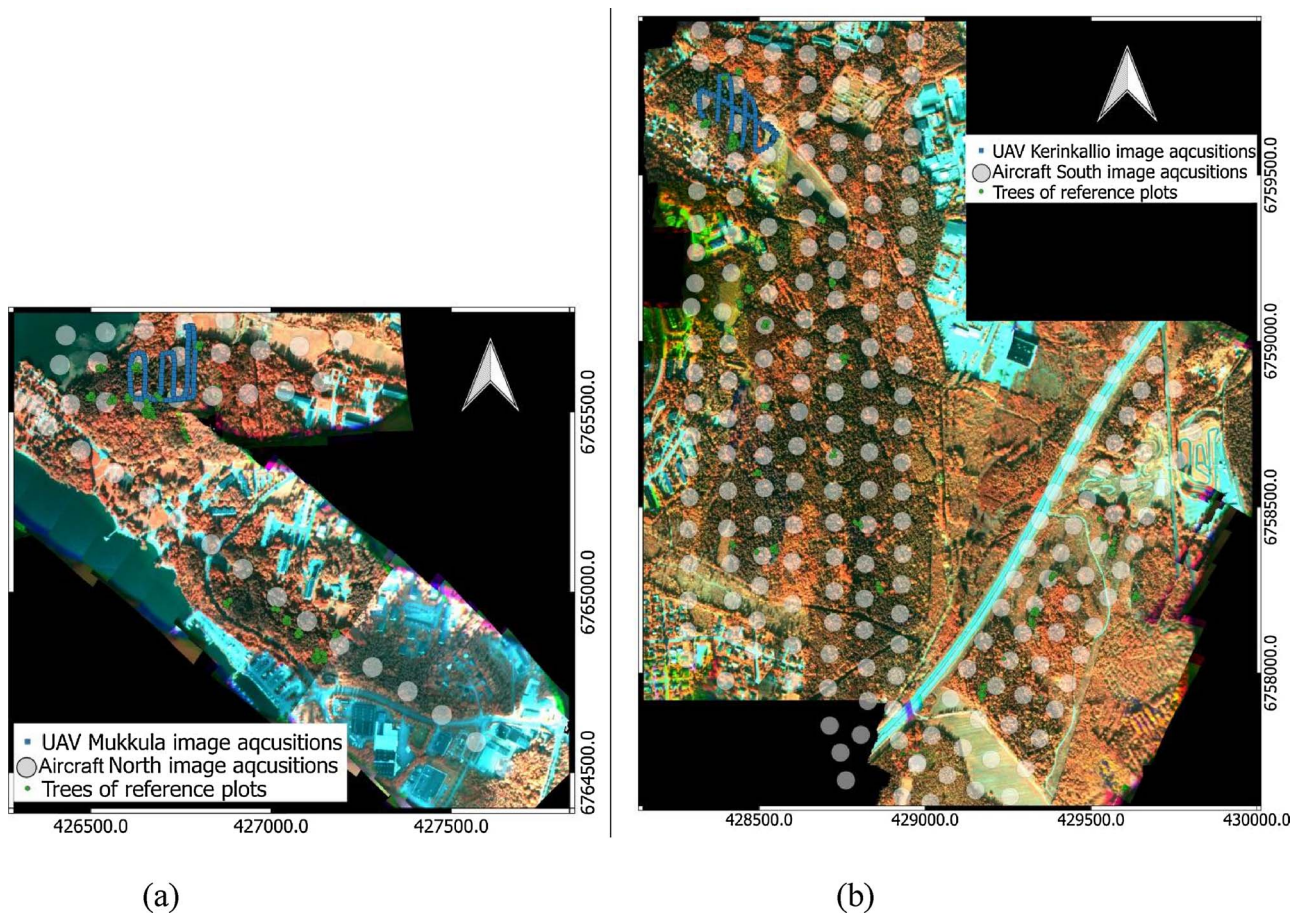 UAV Mukkula image aqcusitions
Aircraft North image aqcusitions
Trees of reference plots
6765500.0
6765000.0
6764500.0
426500.0
427000.0
427500.0
(a)
UAV Kerinkallio image aqcusitions
Aircraft South image aqcusitions
Trees of reference plots
6759500.0
6759000.0
6758500.0
6758000.0
428500.0
429000.0
429500.0
430000.0
(b)